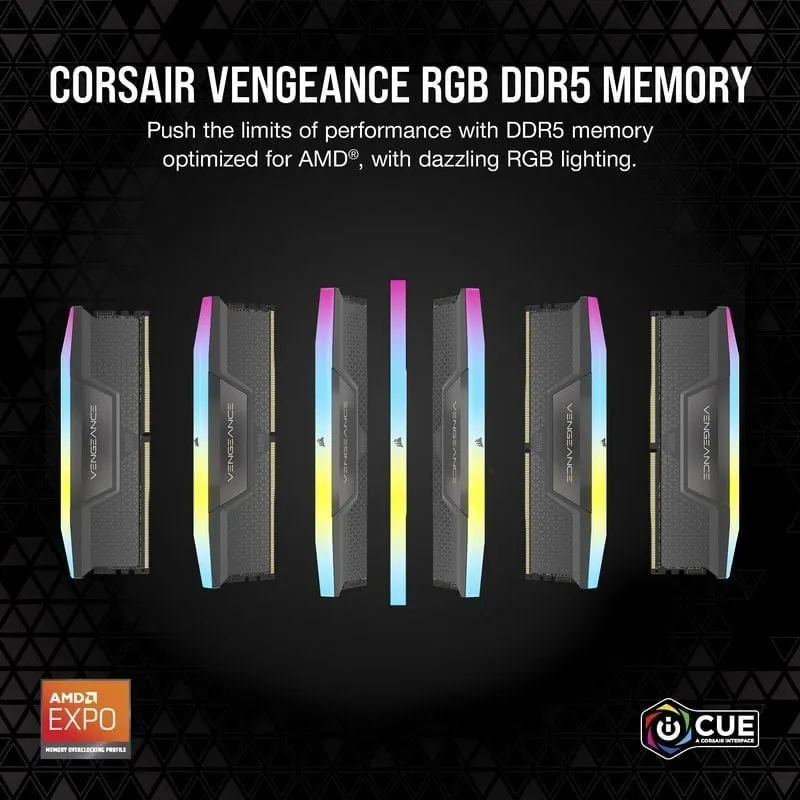 CORSAIR VENGEANCE RGB DDR5 MEMORY
Push the limits of performance with DDR5 memory
optimized for AMD®, with dazzling RGB lighting.
VENGEANCE
VENGEANCE
VENGEANCE
VENGEANCE
VENGEANCE
VENGEANCE
AMD
EXPO
MEMORY OVERCLOCKING PROFILE
iCUE
A CORSAIR INTERFACE